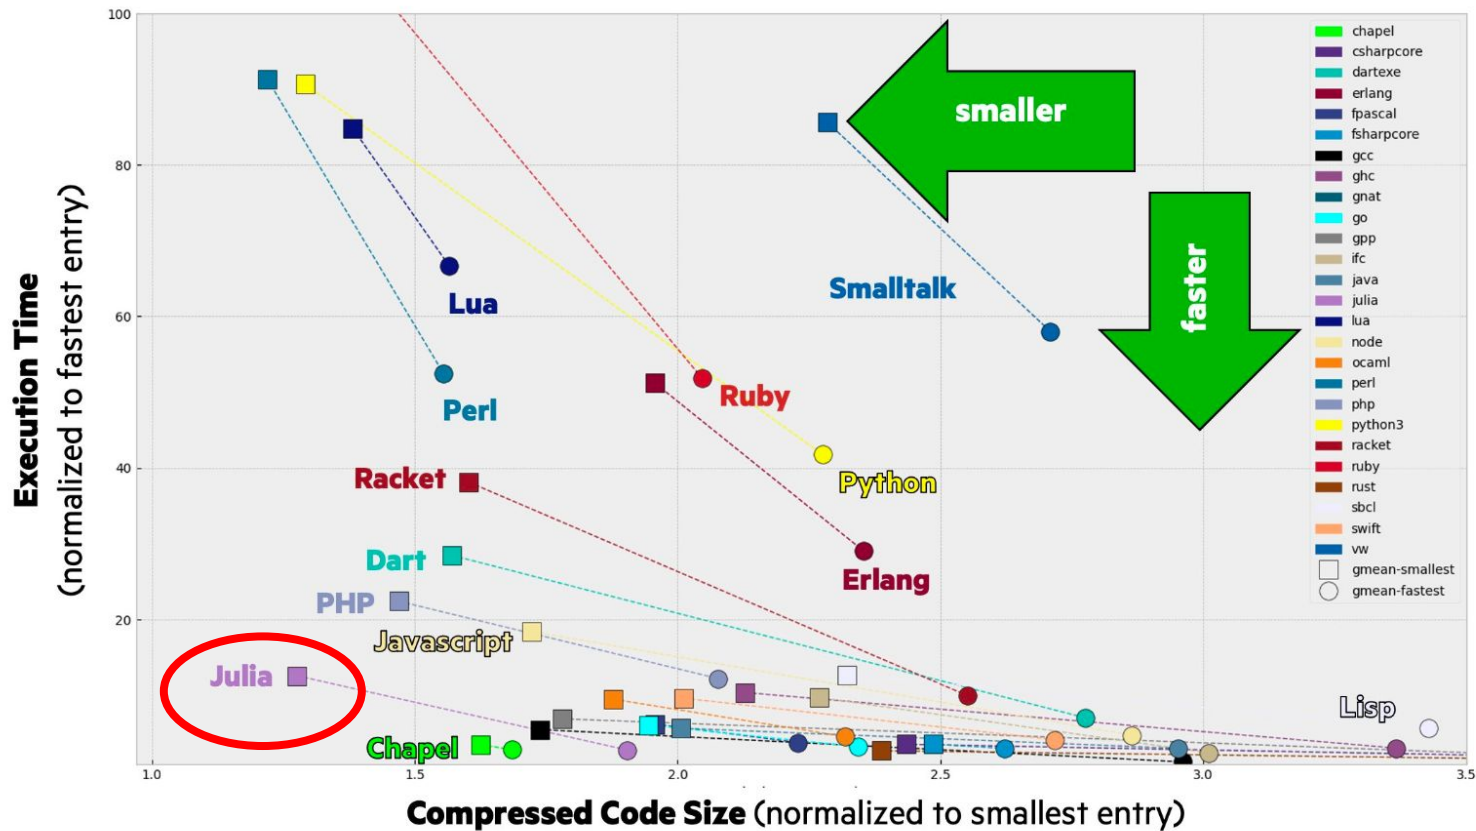 100
80
60
40
20
1.0
1.5
2.0
2.5
3.0
3.5
Execution Time
(normalized to fastest entry)
Compressed Code Size (normalized to smallest entry)
smaller
faster
Smalltalk
Lua
Perl
Ruby
Python
Racket
Erlang
Dart
PHP
Javascript
Julia
Lisp
Chapel
chapel
csharpcore
dartexe
erlang
fpascal
fsharpcore
gcc
ghc
gnat
go
gpp
ifc
java
julia
lua
node
ocaml
perl
php
python3
racket
ruby
rust
sbcl
swift
vw
gmean-smallest
gmean-fastest